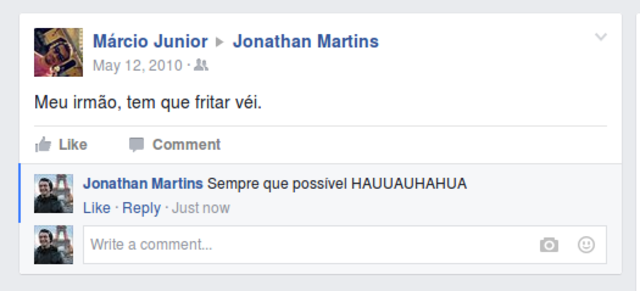 Márcio Junior ▸ Jonathan Martins
May 12, 2010 ·
Meu irmão, tem que fritar véi.
Like Comment
Jonathan Martins Sempre que possível HAUUAUHAHUA
Like · Reply · Just now
Write a comment...